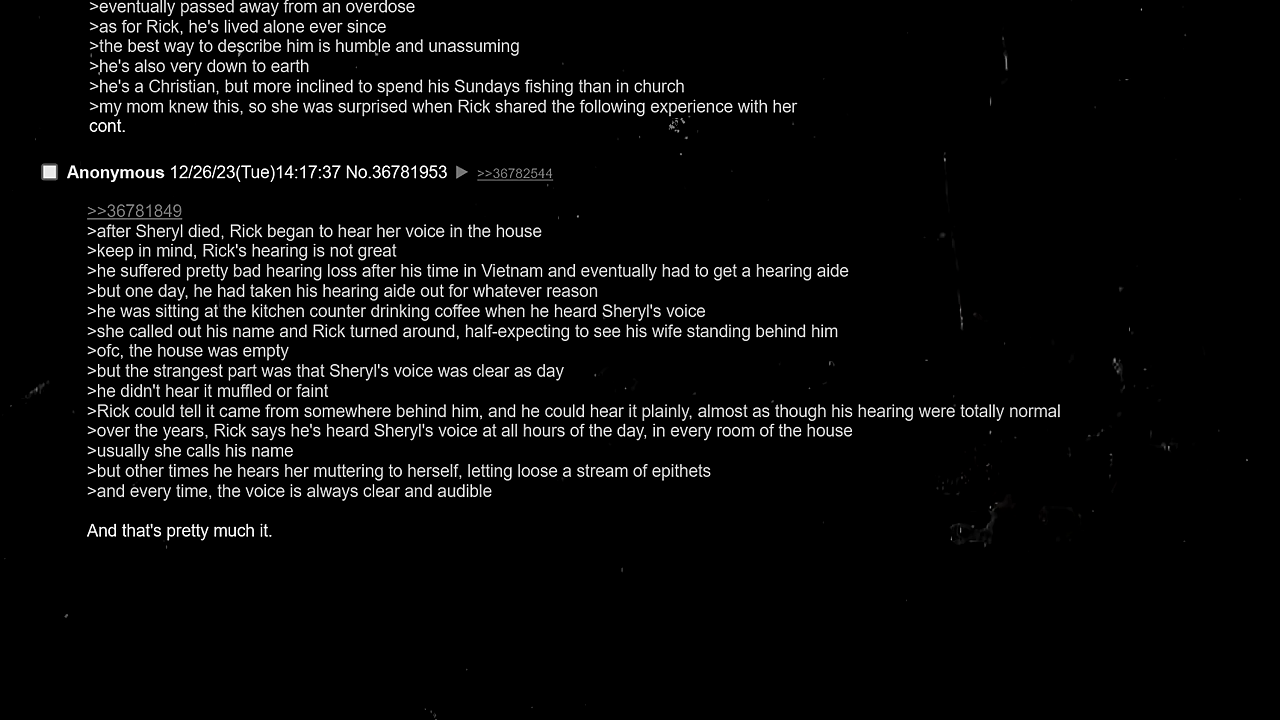 >eventually passed away from an overdose
>as for Rick, he's lived alone ever since
>the best way to describe him is humble and unassuming
>he's also very down to earth
>he's a Christian, but more inclined to spend his Sundays fishing than in church
>my mom knew this, so she was surprised when Rick shared the following experience with her
cont.
Anonymous 12/26/23(Tue)14:17:37 No.36781953 ▶ >>36782544
>>36781849
>after Sheryl died, Rick began to hear her voice in the house
>keep in mind, Rick's hearing is not great
>he suffered pretty bad hearing loss after his time in Vietnam and eventually had to get a hearing aide
>but one day, he had taken his hearing aide out for whatever reason
>he was sitting at the kitchen counter drinking coffee when he heard Sheryl's voice
>she called out his name and Rick turned around, half-expecting to see his wife standing behind him
>ofc, the house was empty
>but the strangest part was that Sheryl's voice was clear as day
>he didn't hear it muffled or faint
>Rick could tell it came from somewhere behind him, and he could hear it plainly, almost as though his hearing were totally normal
>over the years, Rick says he's heard Sheryl's voice at all hours of the day, in every room of the house
>usually she calls his name
>but other times he hears her muttering to herself, letting loose a stream of epithets
>and every time, the voice is always clear and audible
And that's pretty much it.